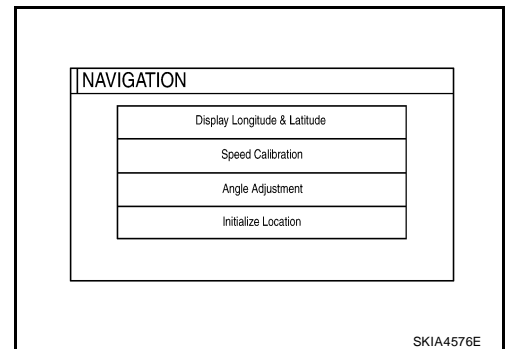 NAVIGATION
Display Longitude & Latitude
Speed Calibration
Angle Adjustment
Initialize Location
SKIA4576E